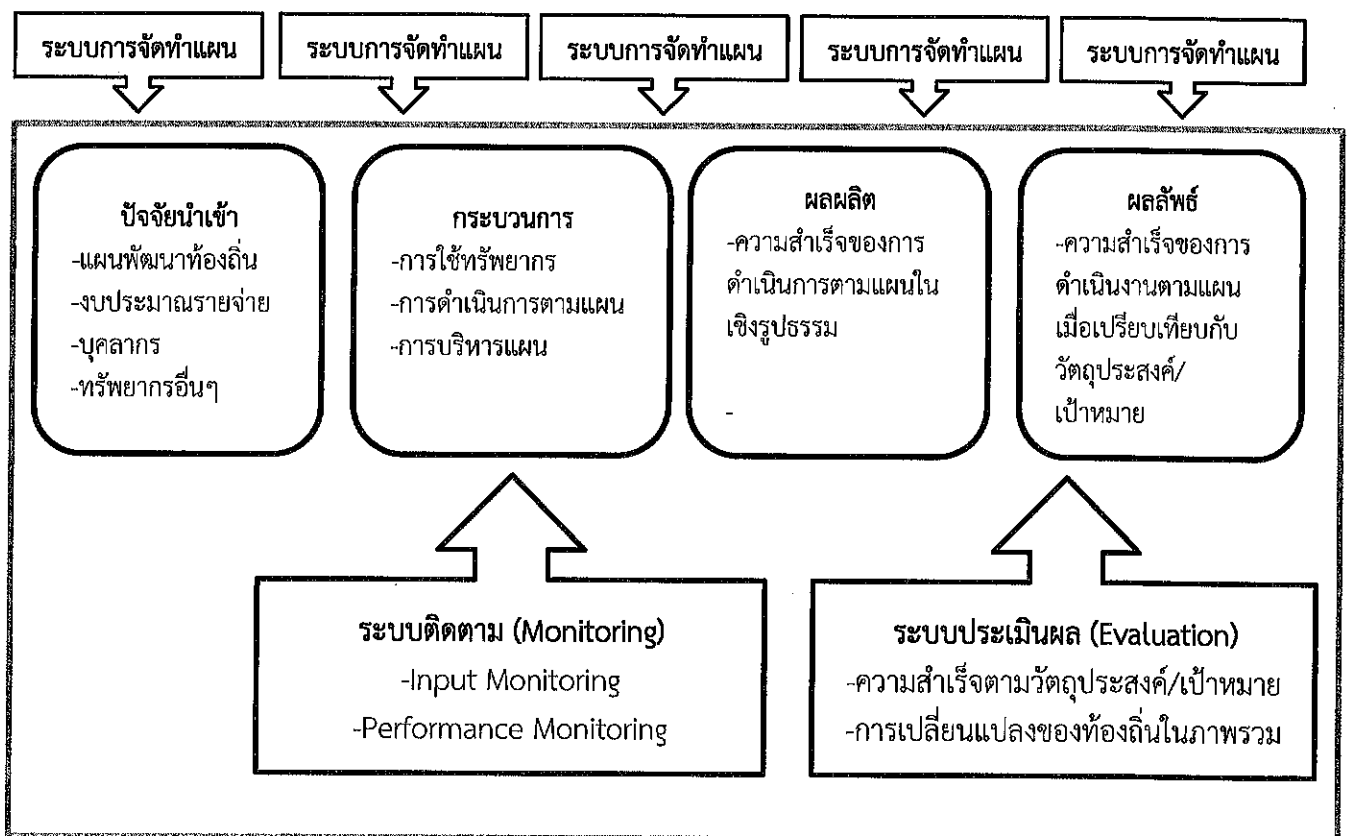 ระบบการจัดทำแผน
ระบบการจัดทำแผน
ระบบการจัดทำแผน
ระบบการจัดทำแผน
ระบบการจัดทำแผน
ปัจจัยนำเข้า
-แผนพัฒนาท้องถิ่น
-งบประมาณรายจ่าย
-บุคลากร
-ทรัพยากรอื่นๆ
กระบวนการ
-การใช้ทรัพยากร
-การดำเนินการตามแผน
-การบริหารแผน
ผลผลิต
-ความสำเร็จของการ
ดำเนินการตามแผนใน
เชิงรูปธรรม
-
ผลลัพธ์
-ความสำเร็จของการ
ดำเนินงานตามแผน
เมื่อเปรียบเทียบกับ
วัตถุประสงค์/
เป้าหมาย
ระบบติดตาม (Monitoring)
-Input Monitoring
-Performance Monitoring
ระบบประเมินผล (Evaluation)
-ความสำเร็จตามวัตถุประสงค์/เป้าหมาย
-การเปลี่ยนแปลงของท้องถิ่นในภาพรวม